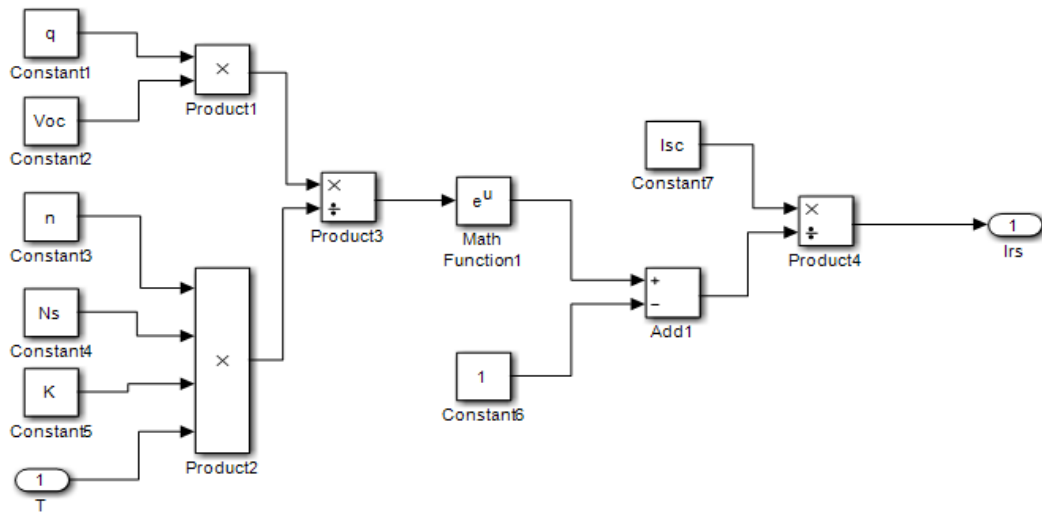 q
Constant1
Voc
Constant2
×
Product1
n
Constant3
Ns
Constant4
K
Constant5
1
T
×
Product2
×
÷
Product3
e^u
Math
Function1
1
Constant6
+
−
Add1
Isc
Constant7
×
÷
Product4
1
Irs